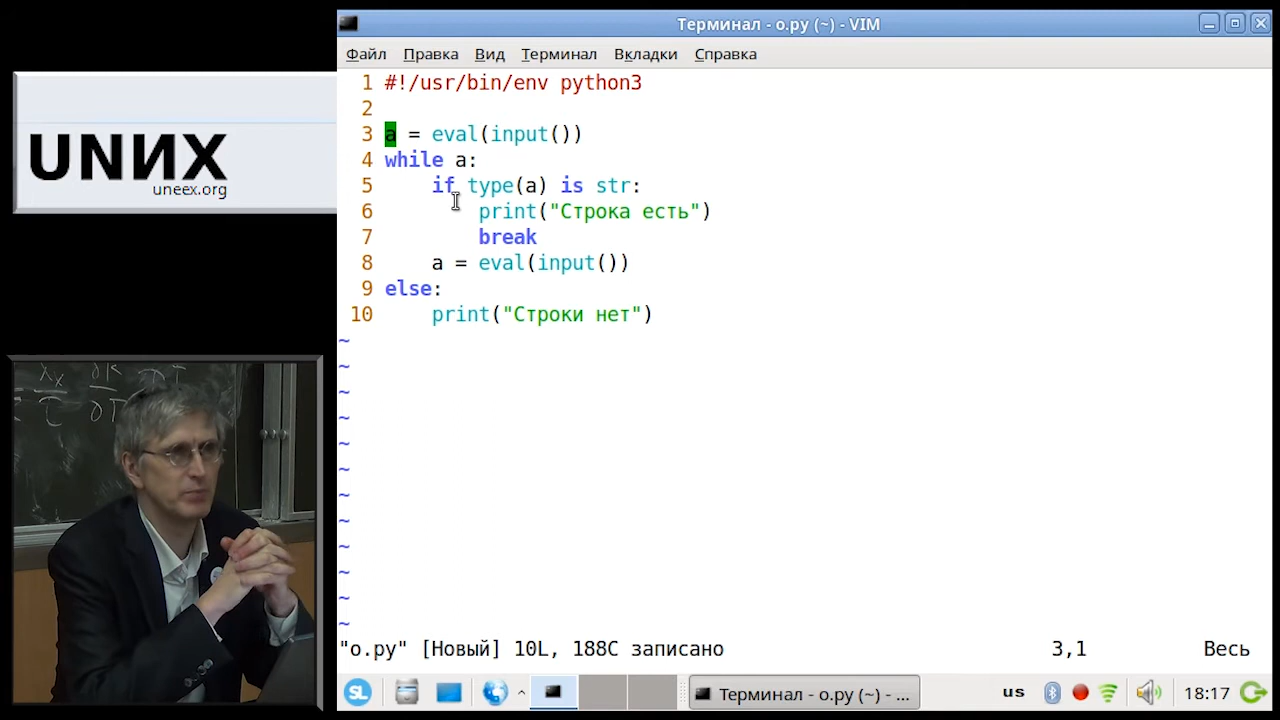 Терминал - o.py (~) - VIM
Файл Правка Вид Терминал Вкладки Справка
UNИX
uneex.org
1 #!/usr/bin/env python3
2
3 a = eval(input())
4 while a:
5     if type(a) is str:
6         print("Строка есть")
7         break
8     a = eval(input())
9 else:
10     print("Строки нет")
~
~
~
~
~
~
~
~
~
~
~
~
"o.py" [Новый] 10L, 188C записано 3,1 Весь
SL Терминал - o.py (~) - ... us 18:17